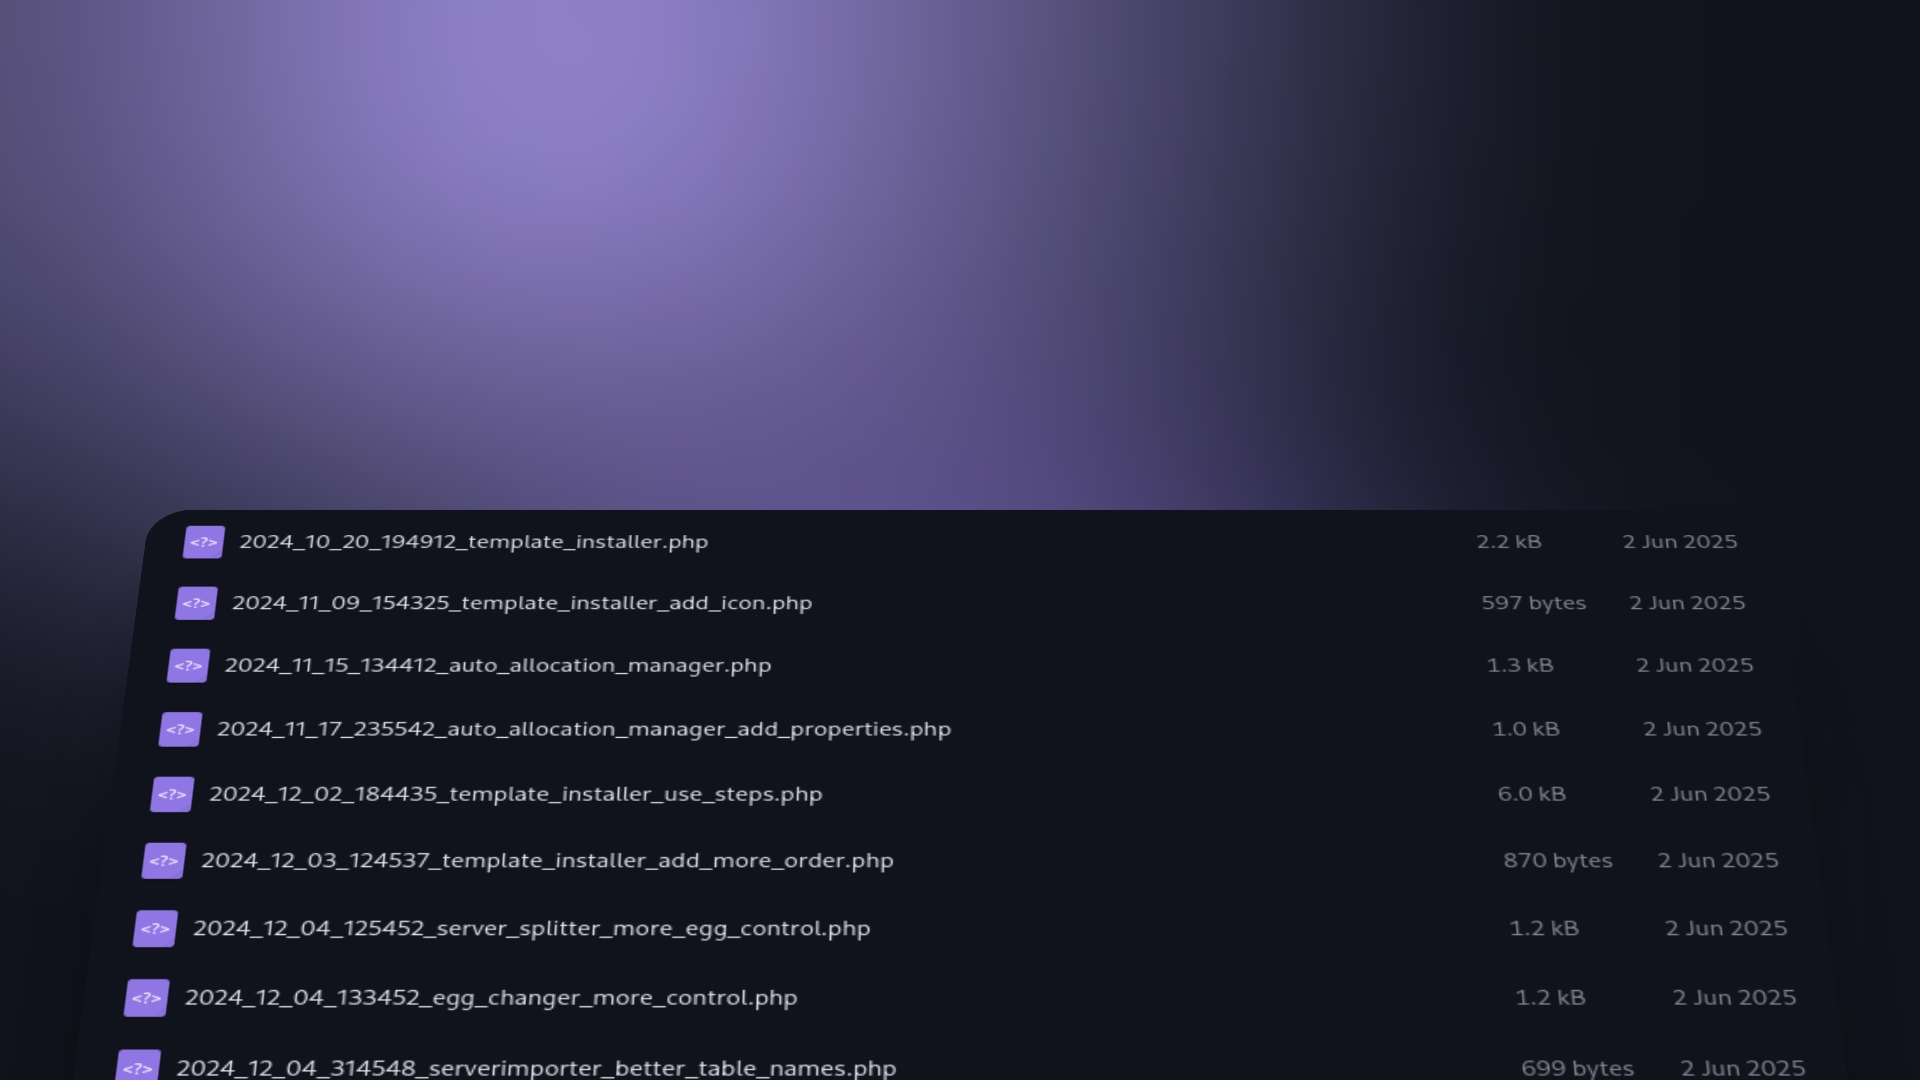 <?> 2024_10_20_194912_template_installer.php 2.2 kB 2 Jun 2025
<?> 2024_11_09_154325_template_installer_add_icon.php 597 bytes 2 Jun 2025
<?> 2024_11_15_134412_auto_allocation_manager.php 1.3 kB 2 Jun 2025
<?> 2024_11_17_235542_auto_allocation_manager_add_properties.php 1.0 kB 2 Jun 2025
<?> 2024_12_02_184435_template_installer_use_steps.php 6.0 kB 2 Jun 2025
<?> 2024_12_03_124537_template_installer_add_more_order.php 870 bytes 2 Jun 2025
<?> 2024_12_04_125452_server_splitter_more_egg_control.php 1.2 kB 2 Jun 2025
<?> 2024_12_04_133452_egg_changer_more_control.php 1.2 kB 2 Jun 2025
<?> 2024_12_04_314548_serverimporter_better_table_names.php 699 bytes 2 Jun 2025